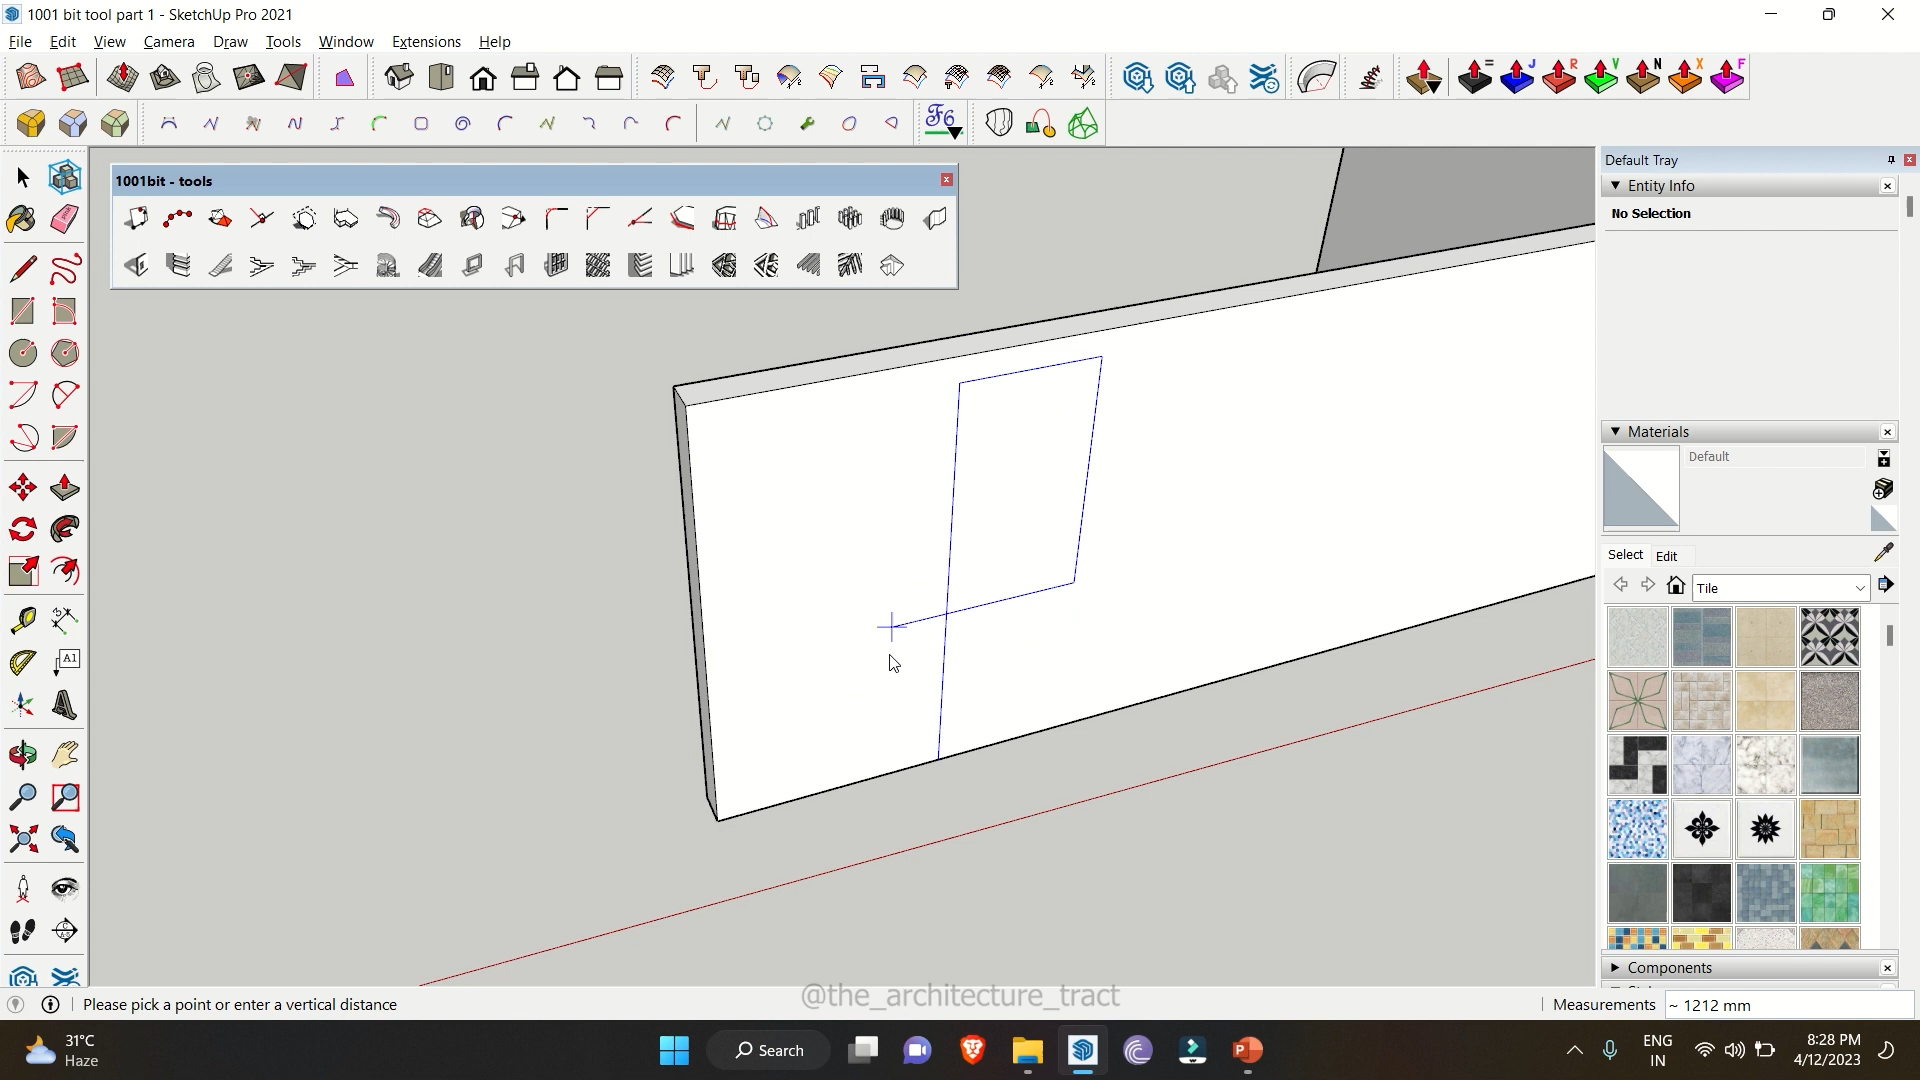 1001 bit tool part 1 - SketchUp Pro 2021
File Edit View Camera Draw Tools Window Extensions Help
= J R V N X F
F6
1001bit - tools
Default Tray
Entity Info
No Selection
Materials
Default
Select Edit
Tile
A1
Components
Please pick a point or enter a vertical distance
@the_architecture_tract
Measurements ~ 1212 mm
31°C
Haze
Search
ENG
IN
8:28 PM
4/12/2023